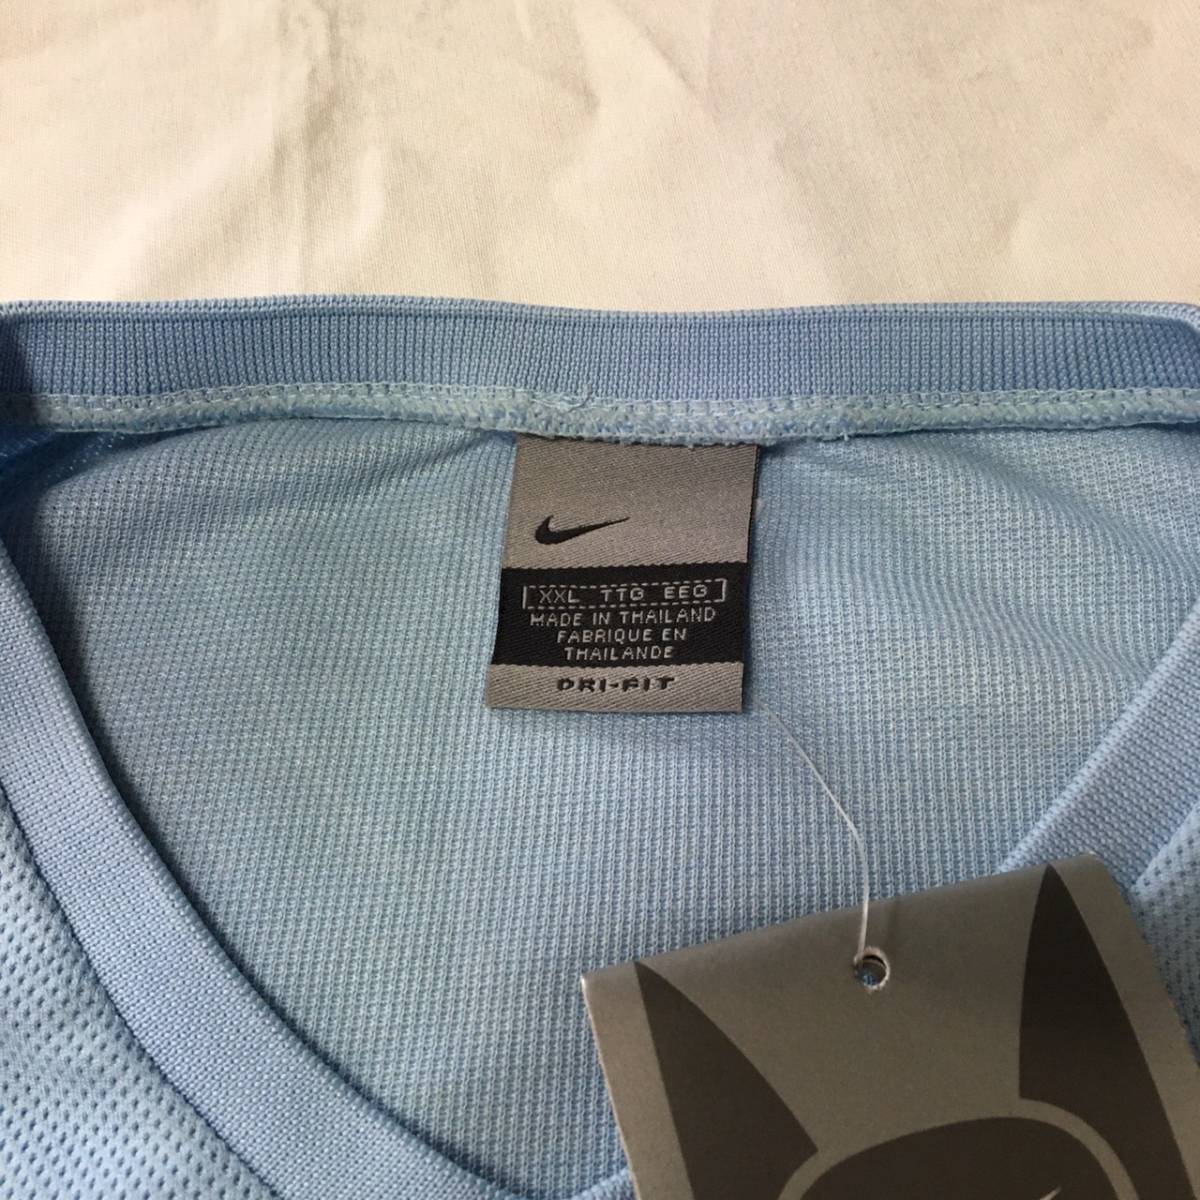 XXL TTG EEG
MADE IN THAILAND
FABRIQUE EN
THAILANDE
DRI-FIT